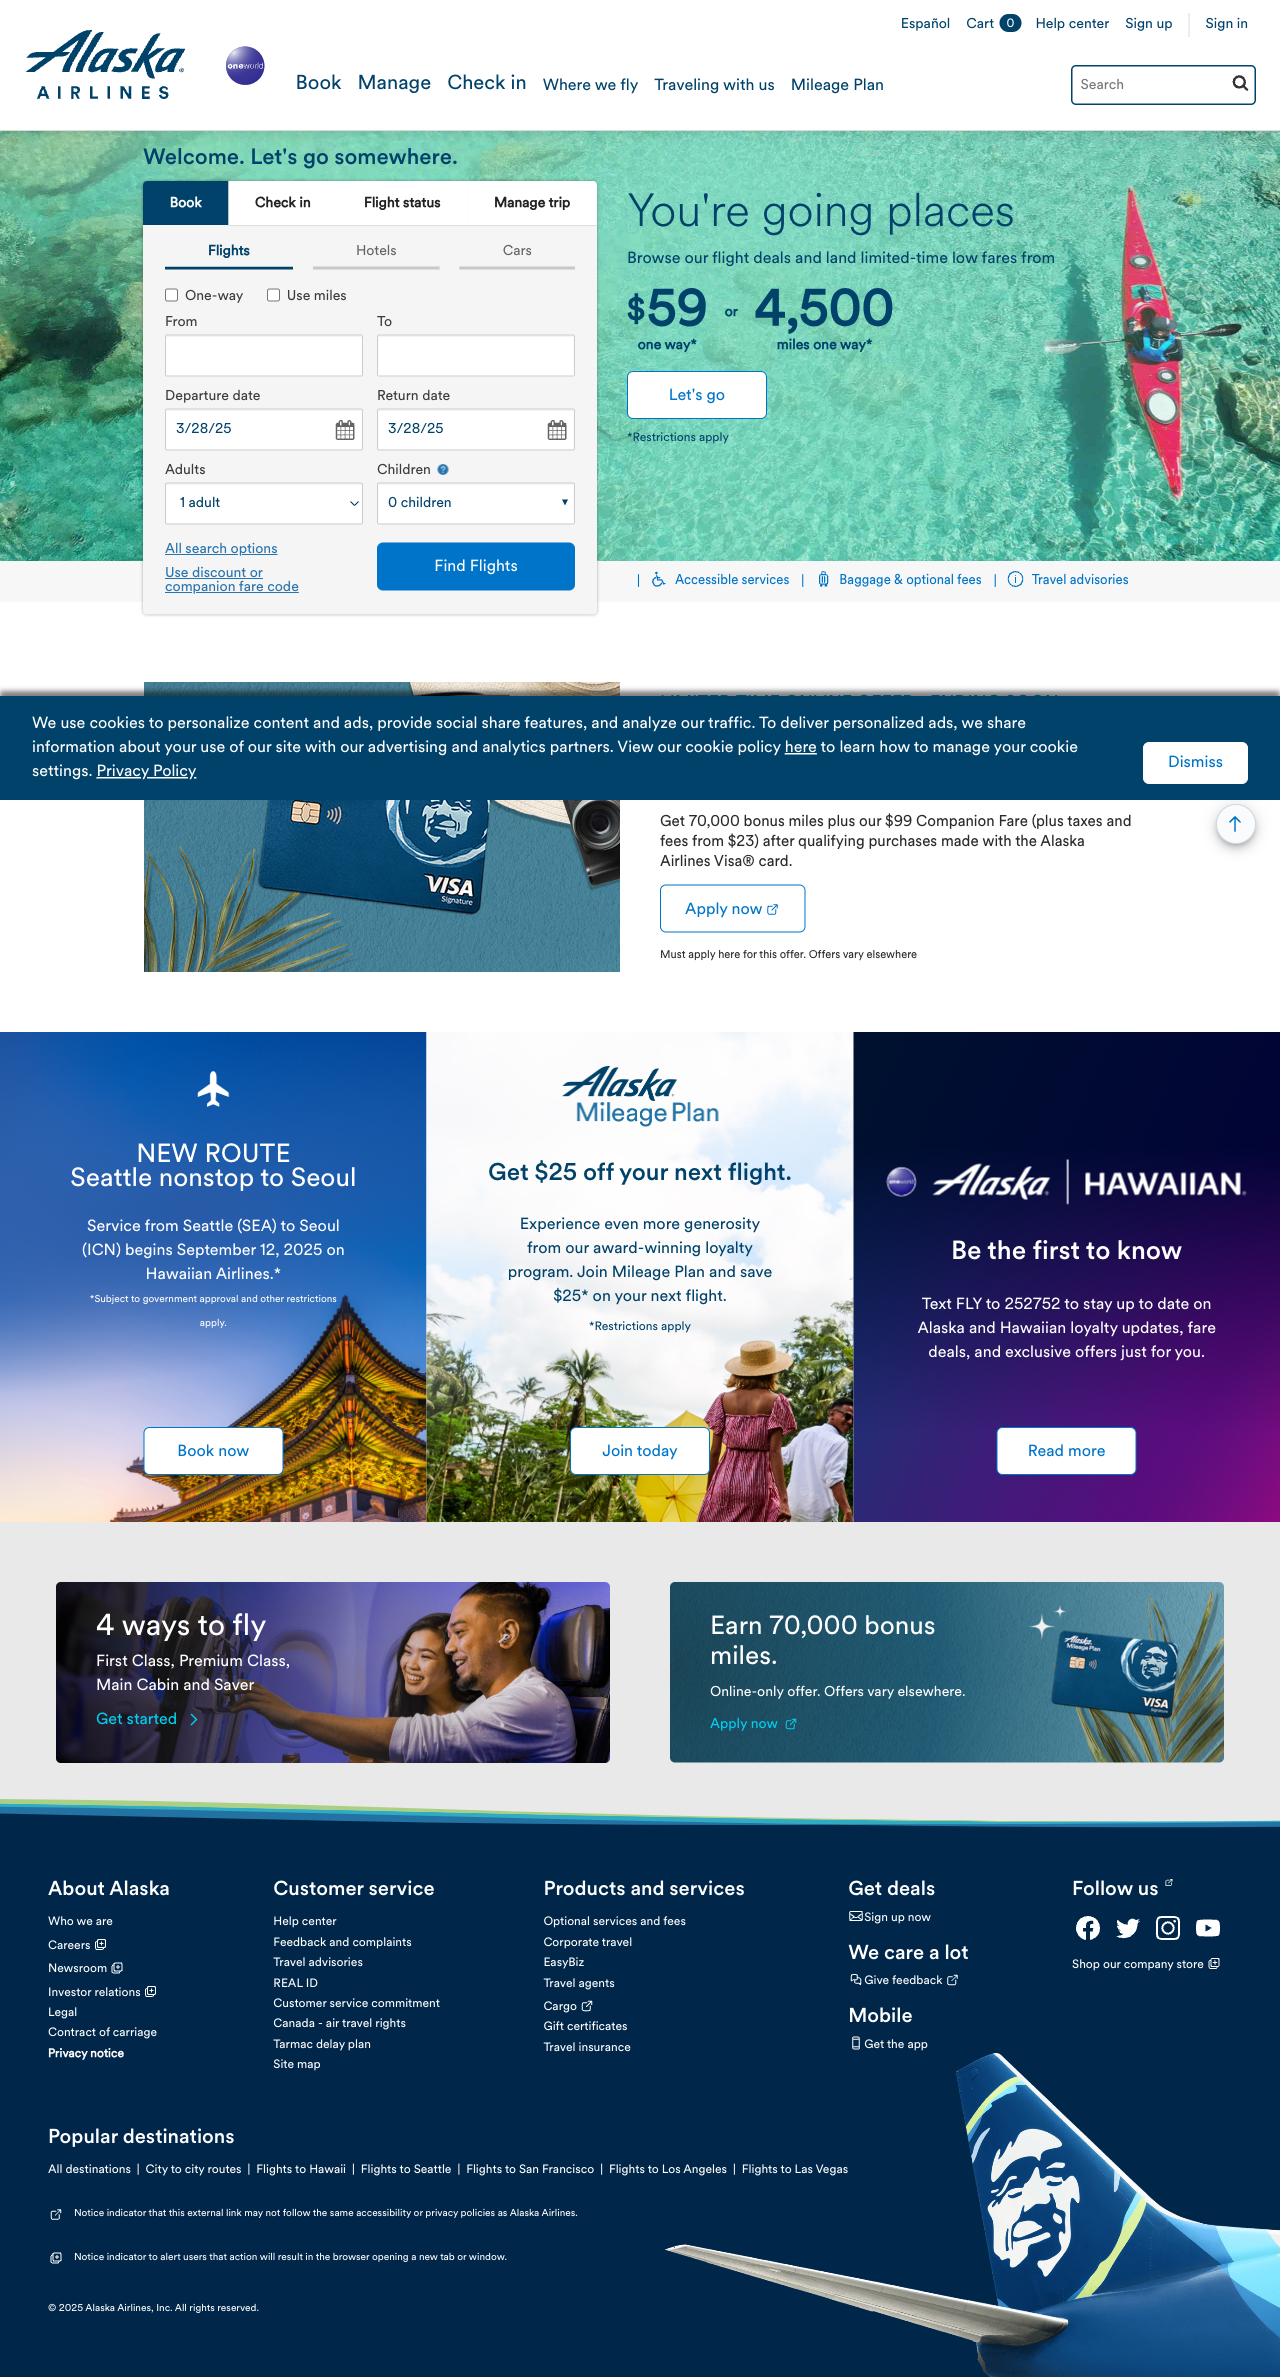 Español Cart 0 Help center Sign up Sign in
Alaska
AIRLINES
oneworld
Book Manage Check in Where we fly Traveling with us Mileage Plan
Search
Welcome. Let's go somewhere.
Book Check in Flight status Manage trip
Flights Hotels Cars
One-way Use miles
From To
Departure date Return date
3/28/25 3/28/25
Adults Children ?
1 adult 0 children
All search options
Use discount or
companion fare code
Find Flights
You're going places
Browse our flight deals and land limited-time low fares from
$59 or 4,500
one way* miles one way*
Let's go
*Restrictions apply
| Accessible services | Baggage & optional fees | Travel advisories
We use cookies to personalize content and ads, provide social share features, and analyze our traffic. To deliver personalized ads, we share
information about your use of our site with our advertising and analytics partners. View our cookie policy here to learn how to manage your cookie
settings. Privacy Policy
Dismiss
VISA
Signature
Get 70,000 bonus miles plus our $99 Companion Fare (plus taxes and
fees from $23) after qualifying purchases made with the Alaska
Airlines Visa® card.
Apply now
Must apply here for this offer. Offers vary elsewhere
NEW ROUTE
Seattle nonstop to Seoul
Service from Seattle (SEA) to Seoul
(ICN) begins September 12, 2025 on
Hawaiian Airlines.*
*Subject to government approval and other restrictions
apply.
Book now
Alaska
Mileage Plan
Get $25 off your next flight.
Experience even more generosity
from our award-winning loyalty
program. Join Mileage Plan and save
$25* on your next flight.
*Restrictions apply
Join today
oneworld Alaska | HAWAIIAN
Be the first to know
Text FLY to 252752 to stay up to date on
Alaska and Hawaiian loyalty updates, fare
deals, and exclusive offers just for you.
Read more
4 ways to fly
First Class, Premium Class,
Main Cabin and Saver
Get started
Earn 70,000 bonus
miles.
Online-only offer. Offers vary elsewhere.
Apply now
Alaska
Mileage Plan
VISA
Signature
About Alaska
Who we are
Careers
Newsroom
Investor relations
Legal
Contract of carriage
Privacy notice
Customer service
Help center
Feedback and complaints
Travel advisories
REAL ID
Customer service commitment
Canada - air travel rights
Tarmac delay plan
Site map
Products and services
Optional services and fees
Corporate travel
EasyBiz
Travel agents
Cargo
Gift certificates
Travel insurance
Get deals
Sign up now
We care a lot
Give feedback
Mobile
Get the app
Follow us
Shop our company store
Popular destinations
All destinations | City to city routes | Flights to Hawaii | Flights to Seattle | Flights to San Francisco | Flights to Los Angeles | Flights to Las Vegas
Notice indicator that this external link may not follow the same accessibility or privacy policies as Alaska Airlines.
Notice indicator to alert users that action will result in the browser opening a new tab or window.
© 2025 Alaska Airlines, Inc. All rights reserved.